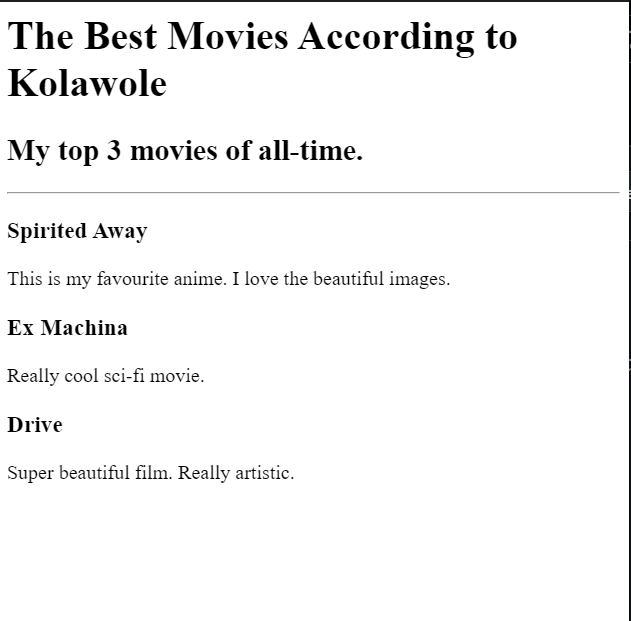 The Best Movies According to
Kolawole
My top 3 movies of all-time.
Spirited Away
This is my favourite anime. I love the beautiful images.
Ex Machina
Really cool sci-fi movie.
Drive
Super beautiful film. Really artistic.